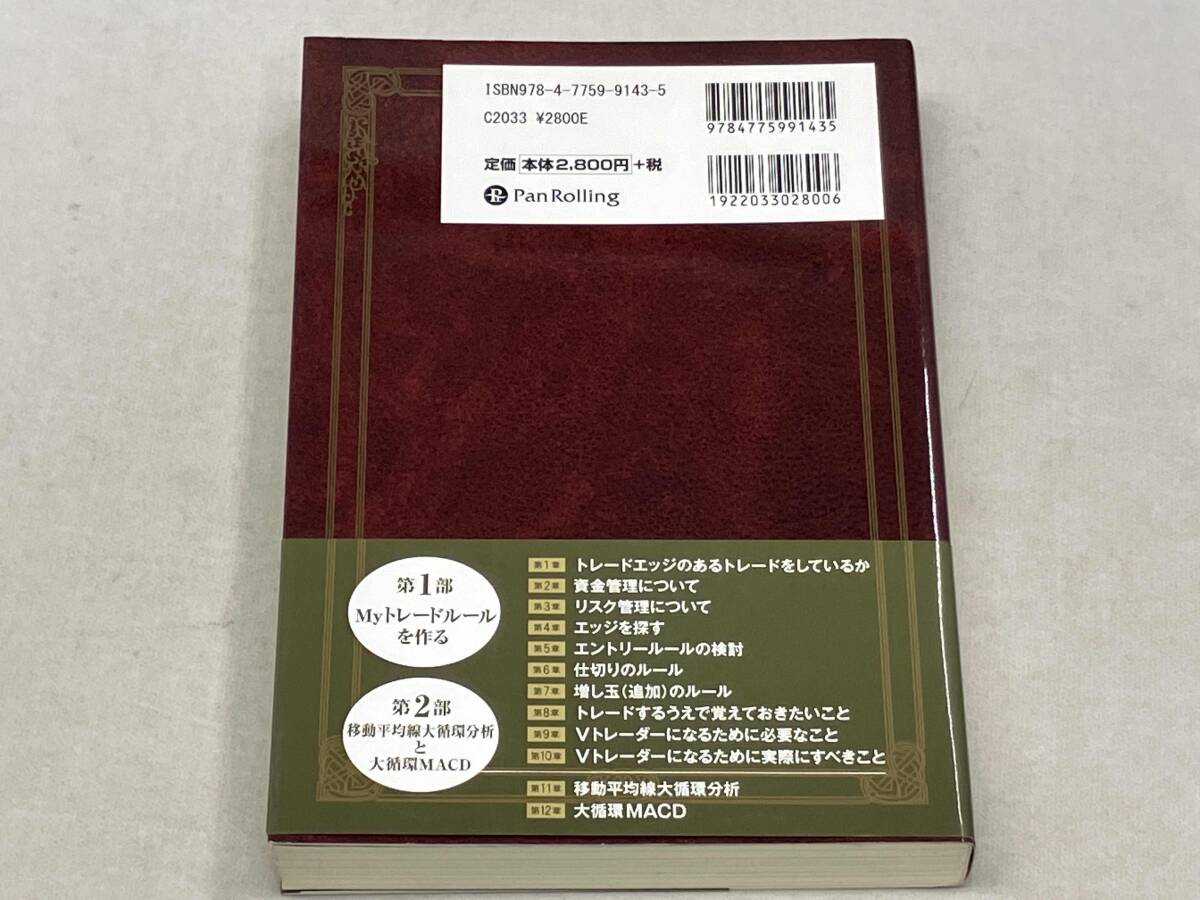 ISBN978-4-7759-9143-5
C2033 ¥2800E
定価 本体2,800円+税
PanRolling
9784775991435
1922033028006
第1部
Myトレードルール
を作る
第1章 トレードエッジのあるトレードをしているか
第2章 資金管理について
第3章 リスク管理について
第4章 エッジを探す
第5章 エントリールールの検討
第6章 仕切りのルール
第7章 増し玉(追加)のルール
第8章 トレードするうえで覚えておきたいこと
第9章 Vトレーダーになるために必要なこと
第10章 Vトレーダーになるために実際にすべきこと
第2部
移動平均線大循環分析
と
大循環MACD
第11章 移動平均線大循環分析
第12章 大循環MACD